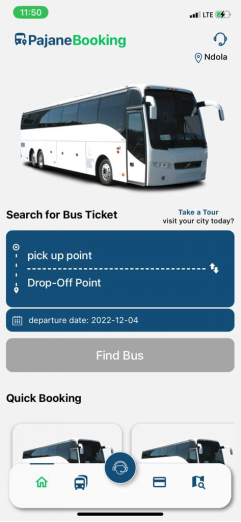 11:50
LTE
PajaneBooking
Ndola
Search for Bus Ticket
Take a Tour
visit your city today?
pick up point
Drop-Off Point
departure date: 2022-12-04
Find Bus
Quick Booking